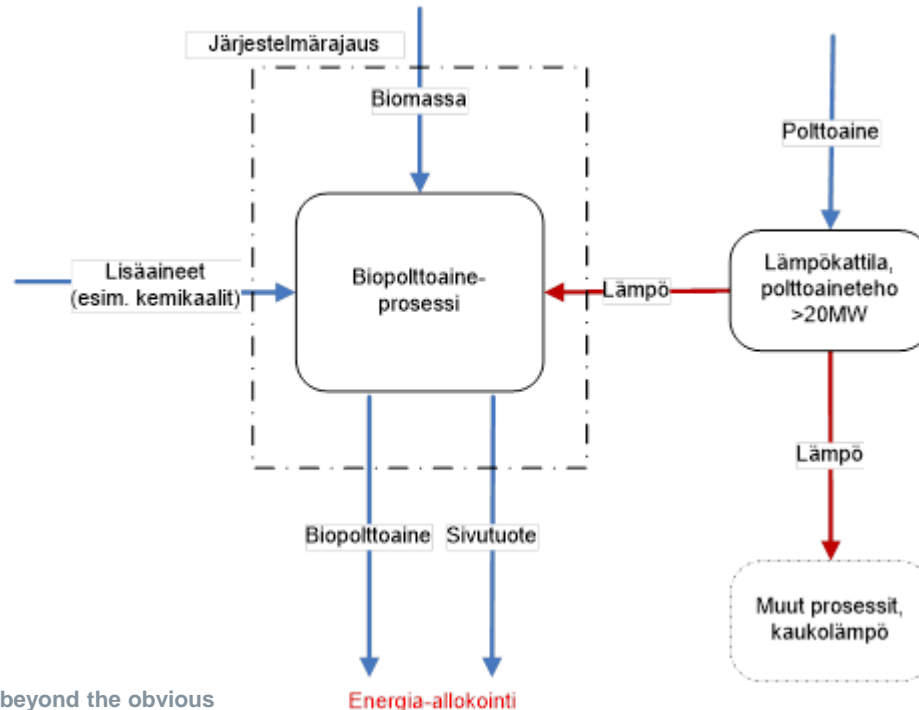 Järjestelmärajaus
Biomassa
Polttoaine
Lisäaineet
(esim. kemikaalit)
Biopolttoaine-
prosessi
Lämpö
Lämpökattila,
polttoaineteho
>20MW
Lämpö
Biopolttoaine
Sivutuote
Muut prosessit,
kaukolämpö
beyond the obvious
Energia-allokointi